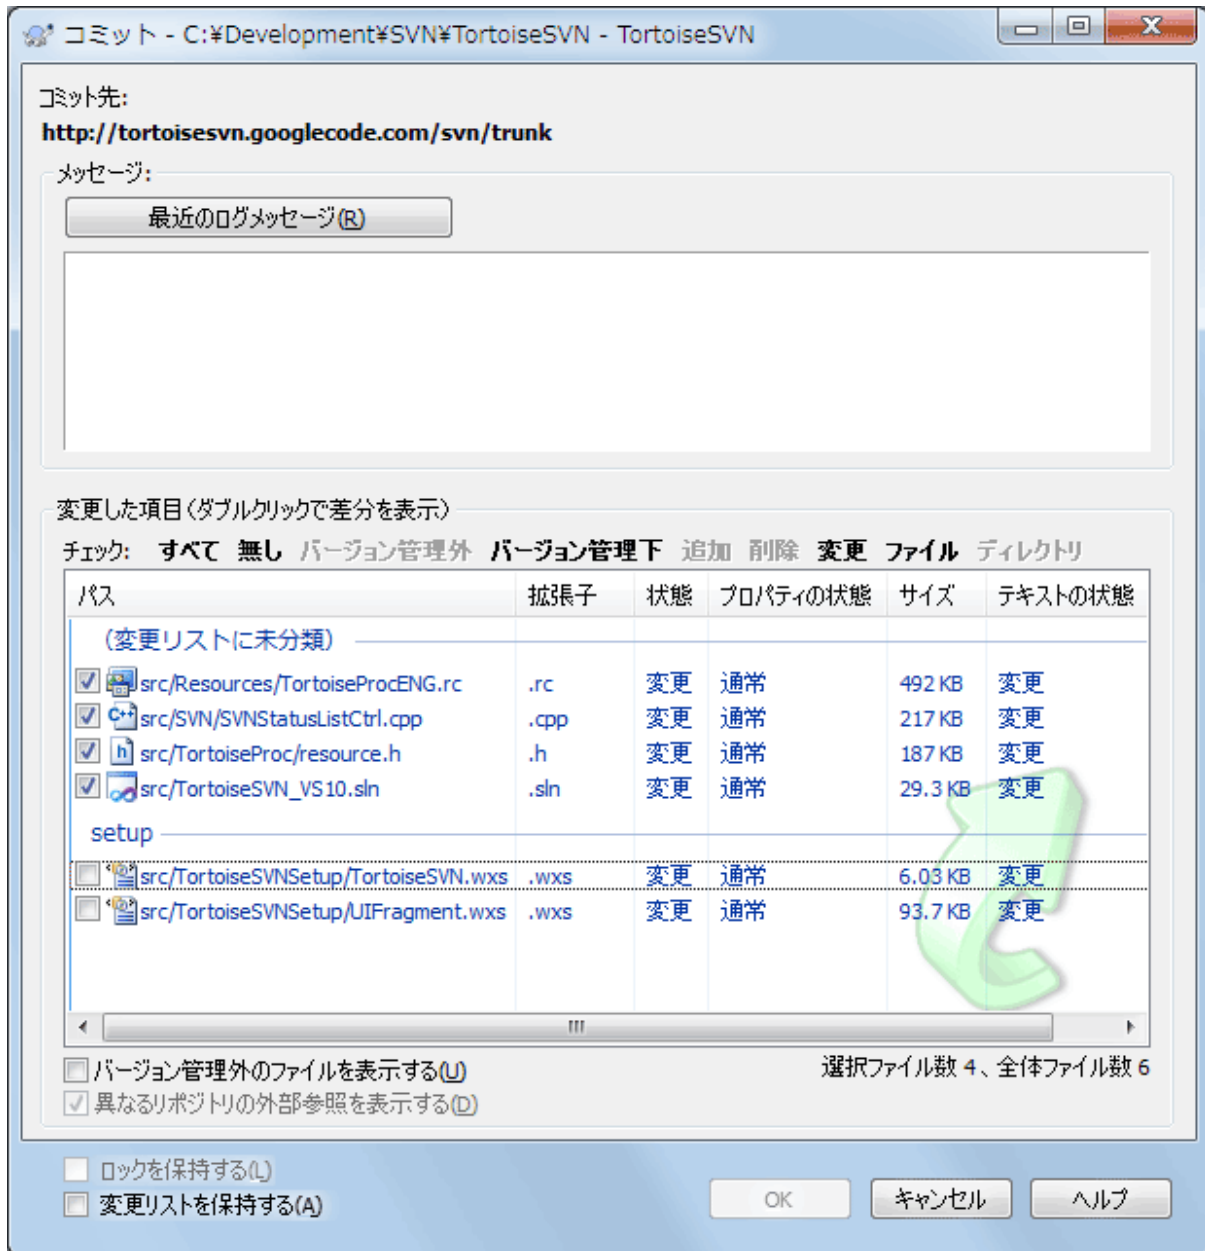 コミット - C:¥Development¥SVN¥TortoiseSVN - TortoiseSVN
コミット先:
http://tortoisesvn.googlecode.com/svn/trunk
メッセージ:
最近のログメッセージ(R)
変更した項目(ダブルクリックで差分を表示)
チェック: すべて 無し バージョン管理外 バージョン管理下 追加 削除 変更 ファイル ディレクトリ
パス 拡張子 状態 プロパティの状態 サイズ テキストの状態
(変更リストに未分類)
src/Resources/TortoiseProcENG.rc .rc 変更 通常 492 KB 変更
src/SVN/SVNStatusListCtrl.cpp .cpp 変更 通常 217 KB 変更
src/TortoiseProc/resource.h .h 変更 通常 187 KB 変更
src/TortoiseSVN_VS10.sln .sln 変更 通常 29.3 KB 変更
setup
src/TortoiseSVNSetup/TortoiseSVN.wxs .wxs 変更 通常 6.03 KB 変更
src/TortoiseSVNSetup/UIFragment.wxs .wxs 変更 通常 93.7 KB 変更
バージョン管理外のファイルを表示する(U) 選択ファイル数 4、全体ファイル数 6
異なるリポジトリの外部参照を表示する(D)
ロックを保持する(L)
変更リストを保持する(A) OK キャンセル ヘルプ